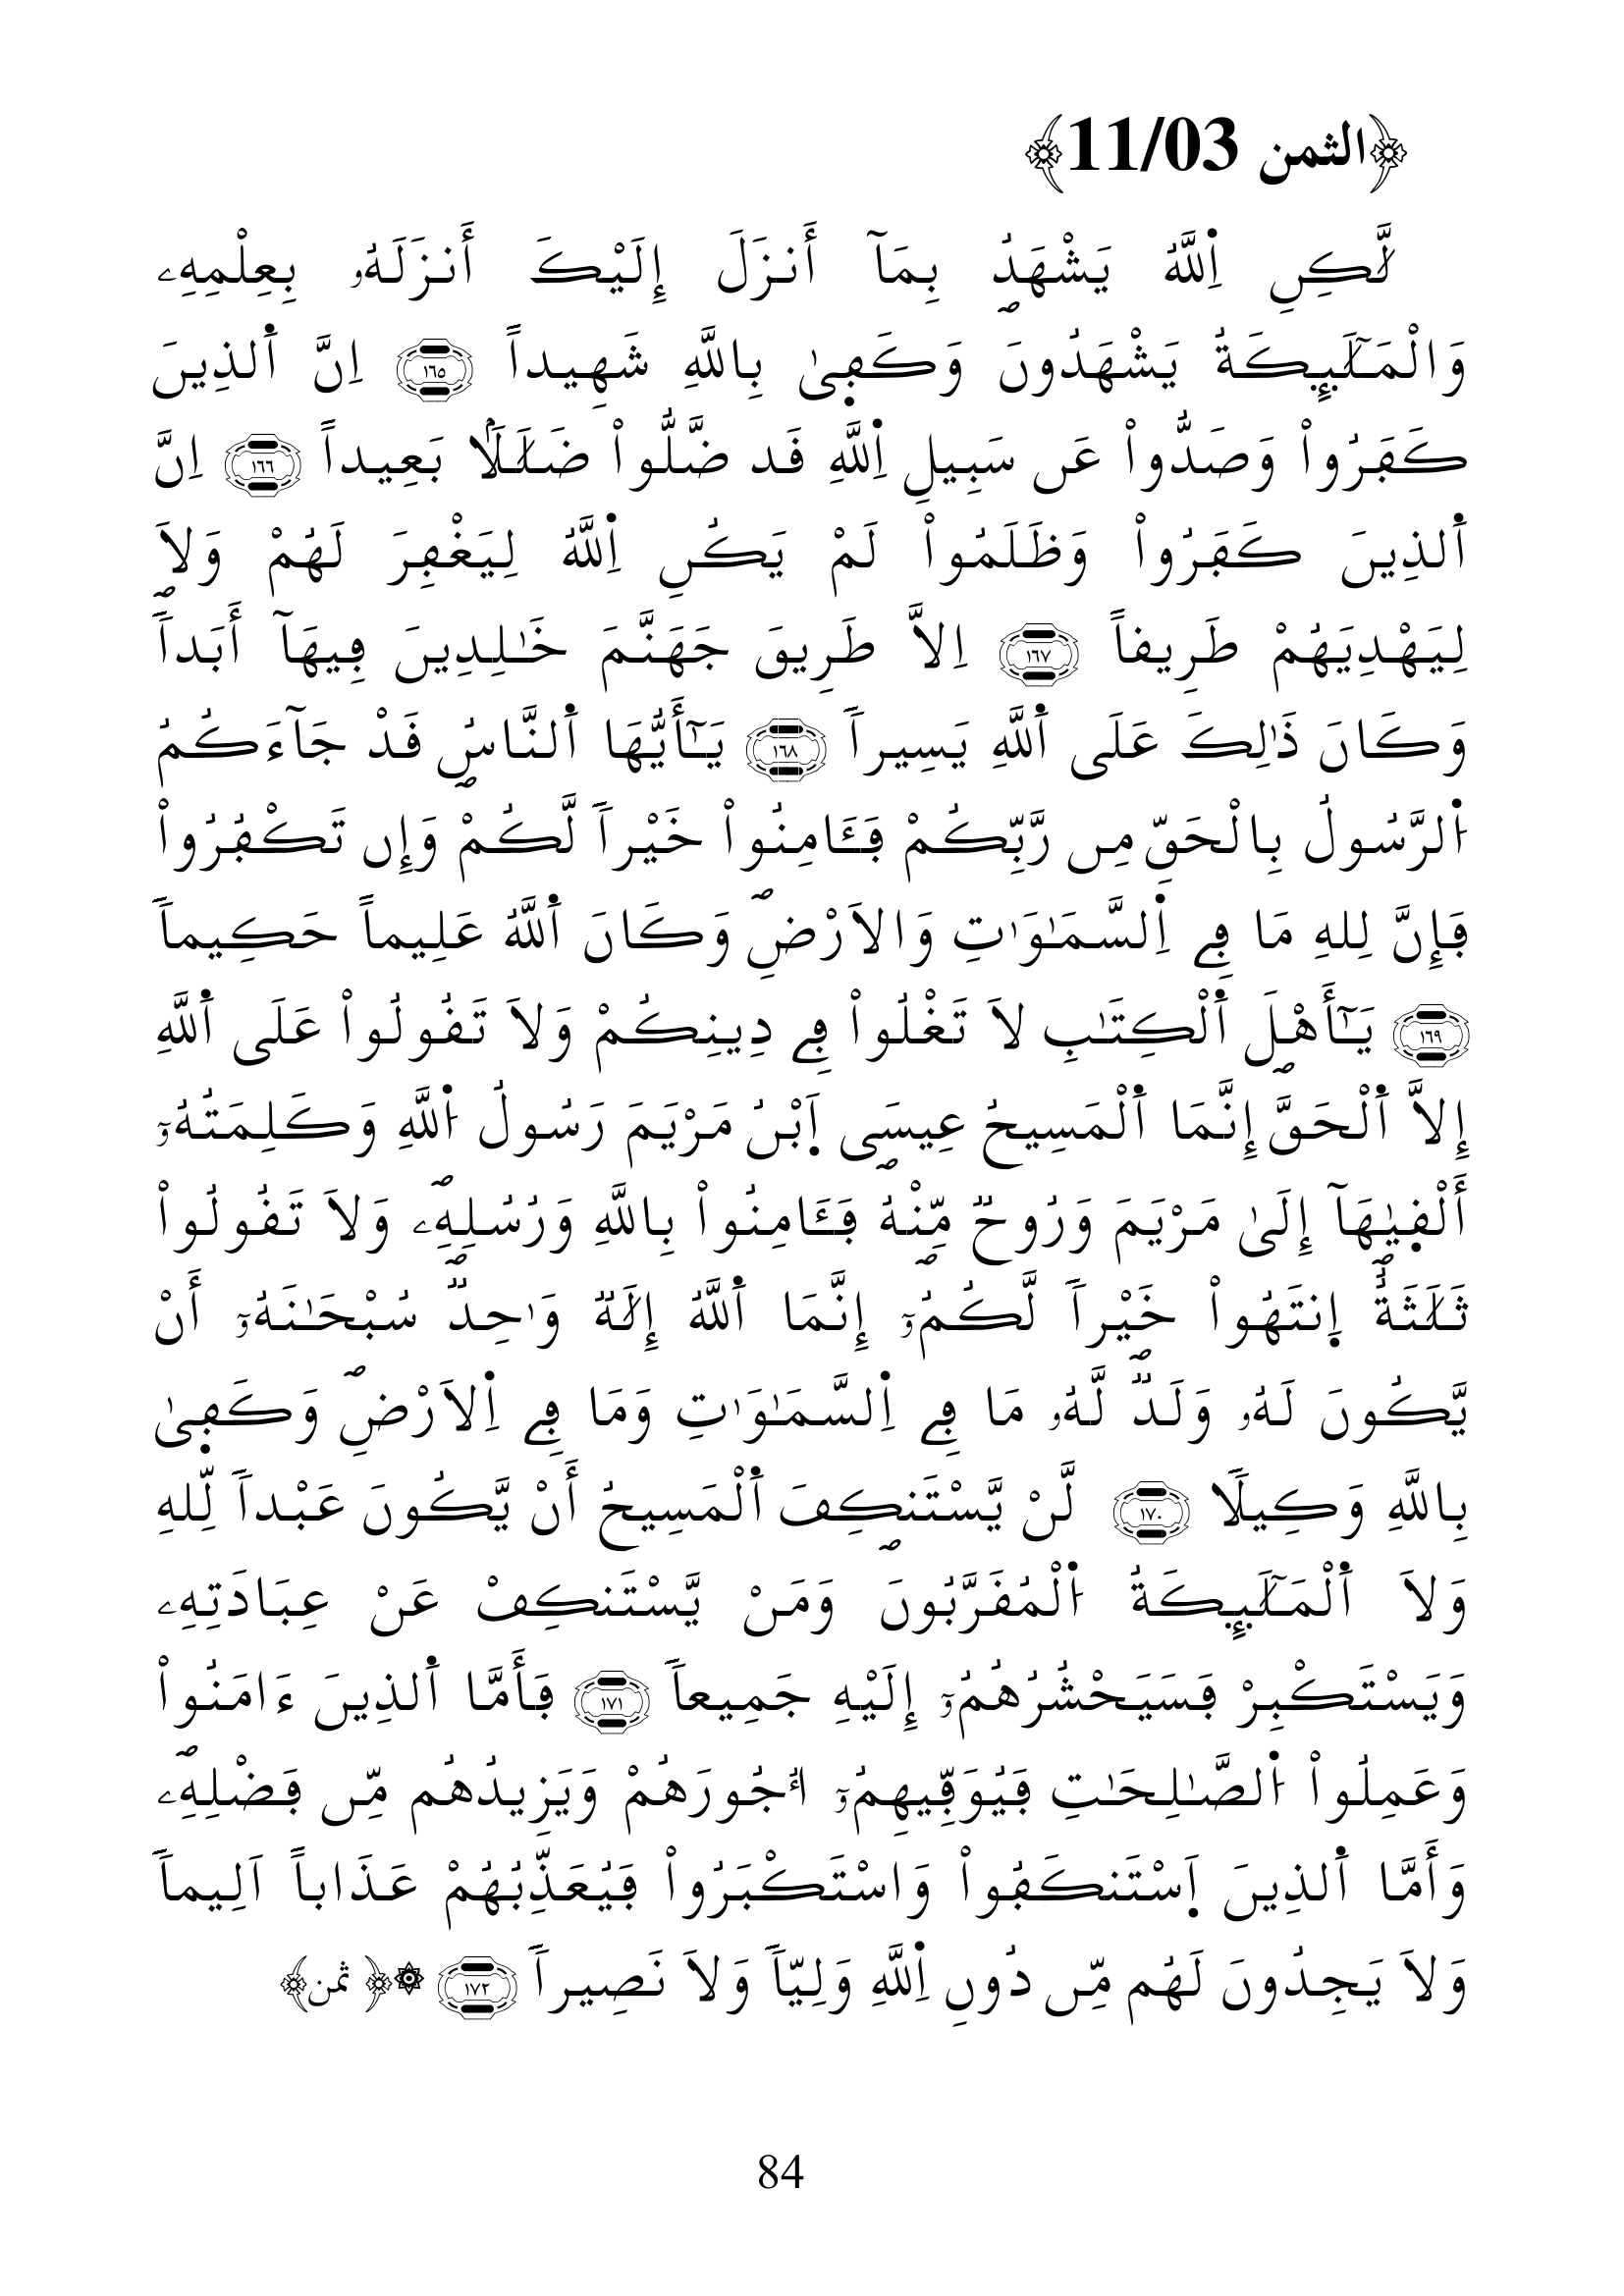 ﴿الثمن 11/03﴾
لَّٰكِنِ اِ۬للَّهُ يَشْهَدُۖ بِمَآ أَنزَلَ إِلَيْكَ أَنزَلَهُۥ بِعِلْمِهِۦ
وَالْمَلَٰٓئِكَةُ يَشْهَدُونَ وَكَف۪ىٰ بِاللَّهِ شَهِيداًۖ ١٦٥ اِنَّ اَ۬لذِينَ
كَفَرُواْ وَصَدُّواْ عَن سَبِيلِ اِ۬للَّهِ قَد ضَّلُّواْ ضَلَٰلَاۢ بَعِيداًۖ ١٦٦ اِنَّ
اَ۬لذِينَ كَفَرُواْ وَظَلَمُواْ لَمْ يَكُنِ اِ۬للَّهُ لِيَغْفِرَ لَهُمْ وَلَا
لِيَهْدِيَهُمْ طَرِيقاًۖ ١٦٧ اِلَّا طَرِيقَ جَهَنَّمَ خَٰلِدِينَ فِيهَآ أَبَداٗۖ
وَكَانَ ذَٰلِكَ عَلَى اَ۬للَّهِ يَسِيراٗۖ ١٦٨ يَٰٓأَيُّهَا اَ۬لنَّاسُۖ قَدْ جَآءَكُمُ
اُ۬لرَّسُولُ بِالْحَقِّ مِن رَّبِّكُمْ فَـَٔامِنُواْ خَيْراٗ لَّكُمْ وَإِن تَكْفُرُواْ
فَإِنَّ لِلهِ مَا فِے اِ۬لسَّمَٰوَٰتِ وَالَارْضِۖ وَكَانَ اَ۬للَّهُ عَلِيماً حَكِيماٗۖ
١٦٩ يَٰٓأَهْلَ اَ۬لْكِتَٰبِ لَا تَغْلُواْ فِے دِينِكُمْ وَلَا تَقُولُواْ عَلَى اَ۬للَّهِ
إِلَّا اَ۬لْحَقَّۖ إِنَّمَا اَ۬لْمَسِيحُ عِيسَى اَ۪بْنُ مَرْيَمَ رَسُولُ اُ۬للَّهِ وَكَلِمَتُهُۥٓ
أَلْق۪يٰهَآ إِلَىٰ مَرْيَمَ وَرُوحٞ مِّنْهُۖ فَـَٔامِنُواْ بِاللَّهِ وَرُسُلِهِۦۖ وَلَا تَقُولُواْ
ثَلَٰثَةٌۖ اِ۪نتَهُواْ خَيْراٗ لَّكُمُۥٓۖ إِنَّمَا اَ۬للَّهُ إِلَٰهٞ وَٰحِدٞۖ سُبْحَٰنَهُۥٓ أَنْ
يَّكُونَ لَهُۥ وَلَدٞۖ لَّهُۥ مَا فِے اِ۬لسَّمَٰوَٰتِ وَمَا فِے اِ۬لَارْضِۖ وَكَف۪ىٰ
بِاللَّهِ وَكِيلاٗۖ ١٧٠ لَّنْ يَّسْتَنكِفَ اَ۬لْمَسِيحُ أَنْ يَّكُونَ عَبْداٗ لِّلهِ
وَلَا اَ۬لْمَلَٰٓئِكَةُ اُ۬لْمُقَرَّبُونَۖ وَمَنْ يَّسْتَنكِفْ عَنْ عِبَادَتِهِۦ
وَيَسْتَكْبِرْ فَسَيَحْشُرُهُمُۥٓ إِلَيْهِ جَمِيعاٗۖ ١٧١ فَأَمَّا اَ۬لذِينَ ءَامَنُواْ
وَعَمِلُواْ اُ۬لصَّٰلِحَٰتِ فَيُوَفِّيهِمُۥٓ أُجُورَهُمْ وَيَزِيدُهُم مِّن فَضْلِهِۦۖ
وَأَمَّا اَ۬لذِينَ اَ۪سْتَنكَفُواْ وَاسْتَكْبَرُواْ فَيُعَذِّبُهُمْ عَذَاباً اَلِيماٗ
وَلَا يَجِدُونَ لَهُم مِّن دُونِ اِ۬للَّهِ وَلِيّاٗ وَلَا نَصِيراٗۖ ١٧٢ ۞﴿ ثمن﴾
84